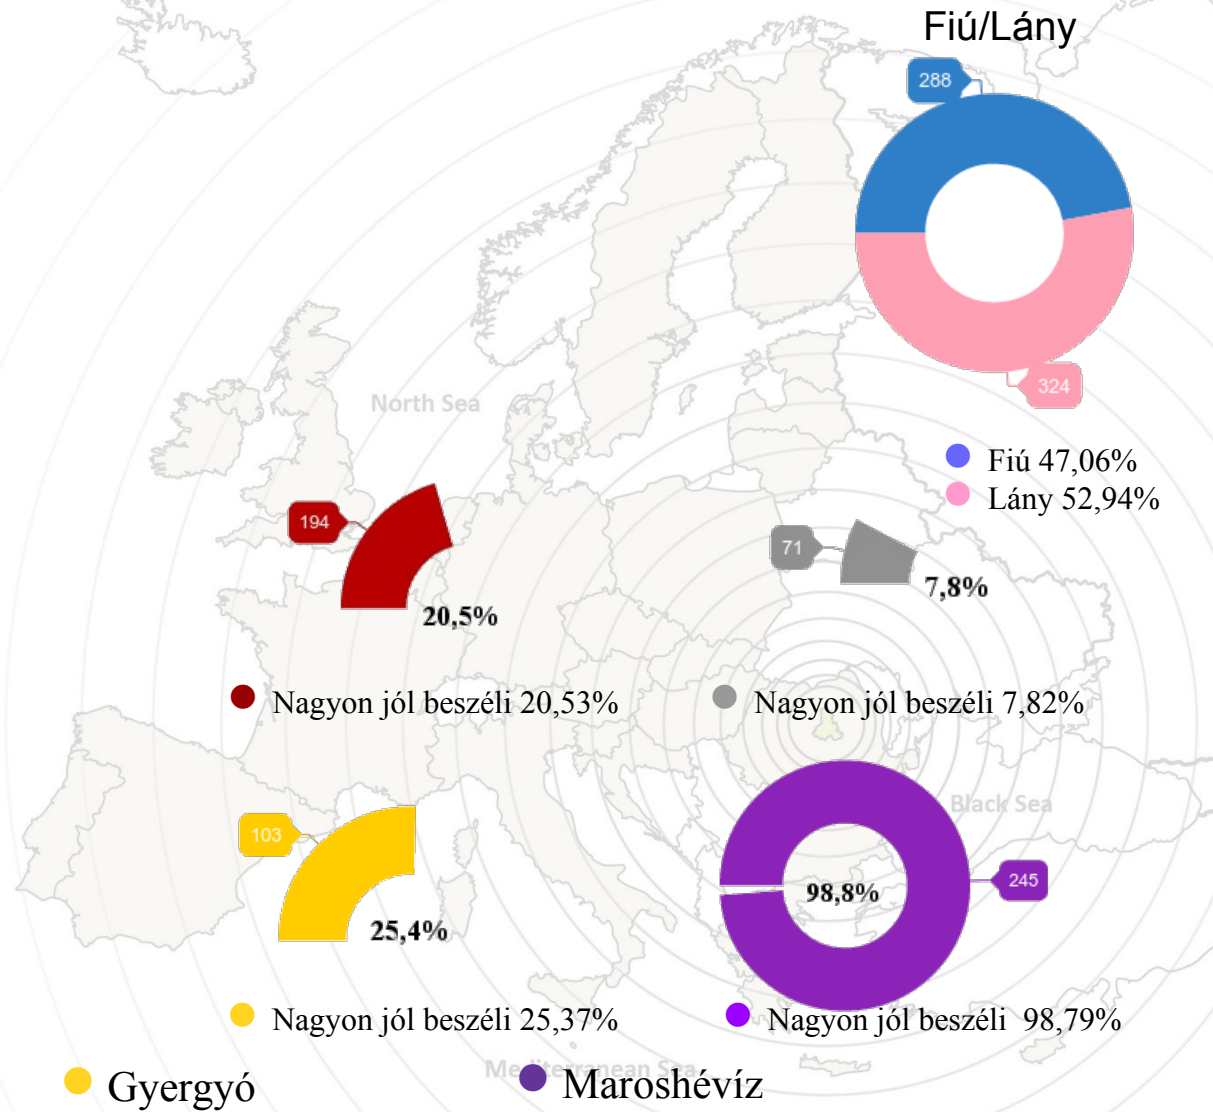 Fiú/Lány
288
324
North Sea
Fiú 47,06%
Lány 52,94%
194
71
20,5%
7,8%
Nagyon jól beszéli 20,53%
Nagyon jól beszéli 7,82%
Black Sea
103
245
98,8%
25,4%
Nagyon jól beszéli 25,37%
Nagyon jól beszéli 98,79%
Mediterranean Sea
Gyergyó
Maroshévíz